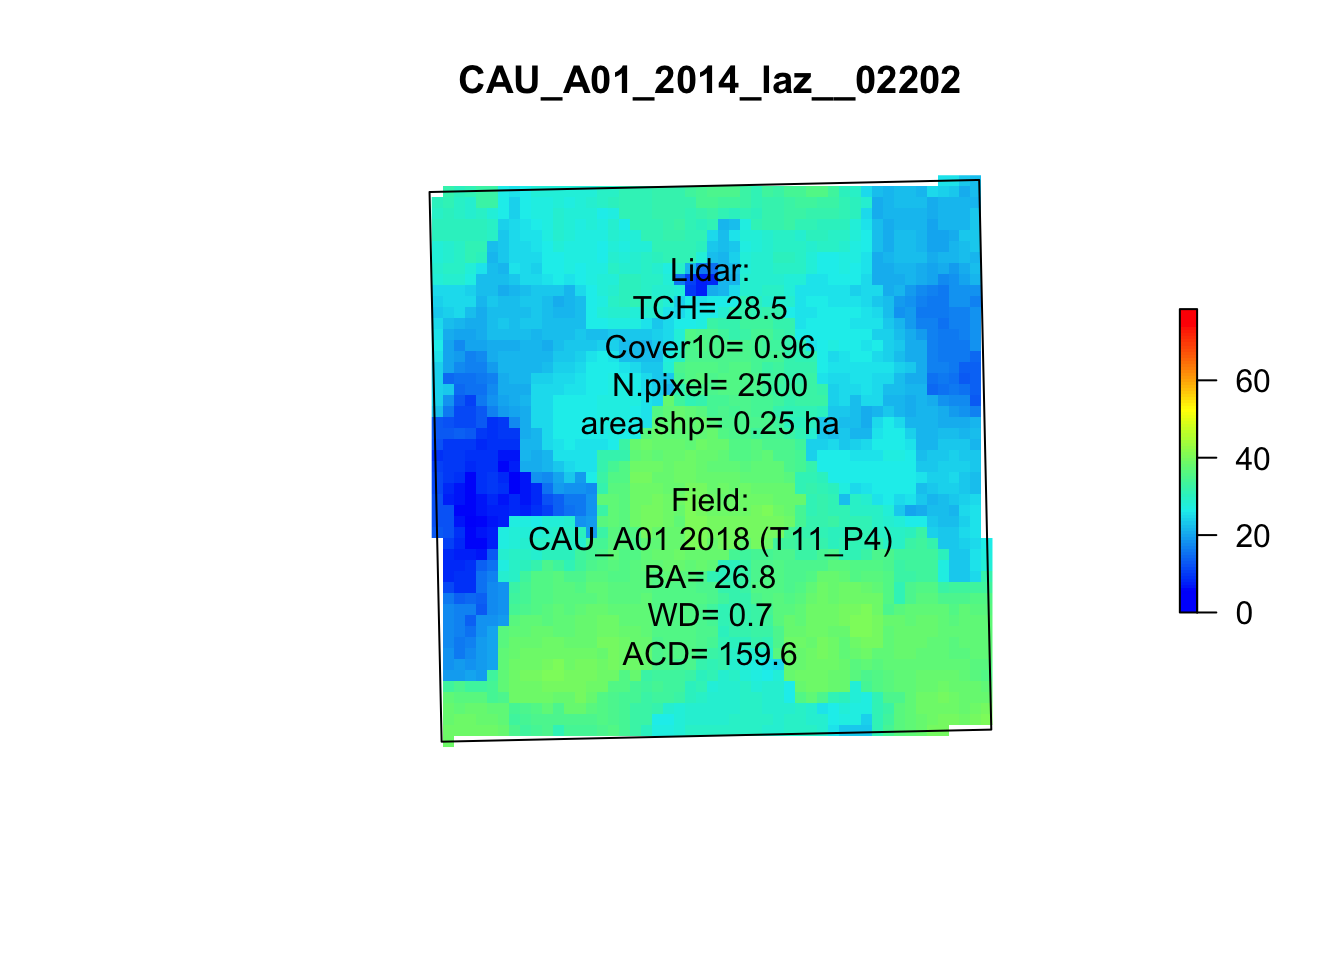 CAU_A01_2014_laz__02202
Lidar:
TCH= 28.5
Cover10= 0.96
N.pixel= 2500
area.shp= 0.25 ha
Field:
CAU_A01 2018 (T11_P4)
BA= 26.8
WD= 0.7
ACD= 159.6
60
40
20
0